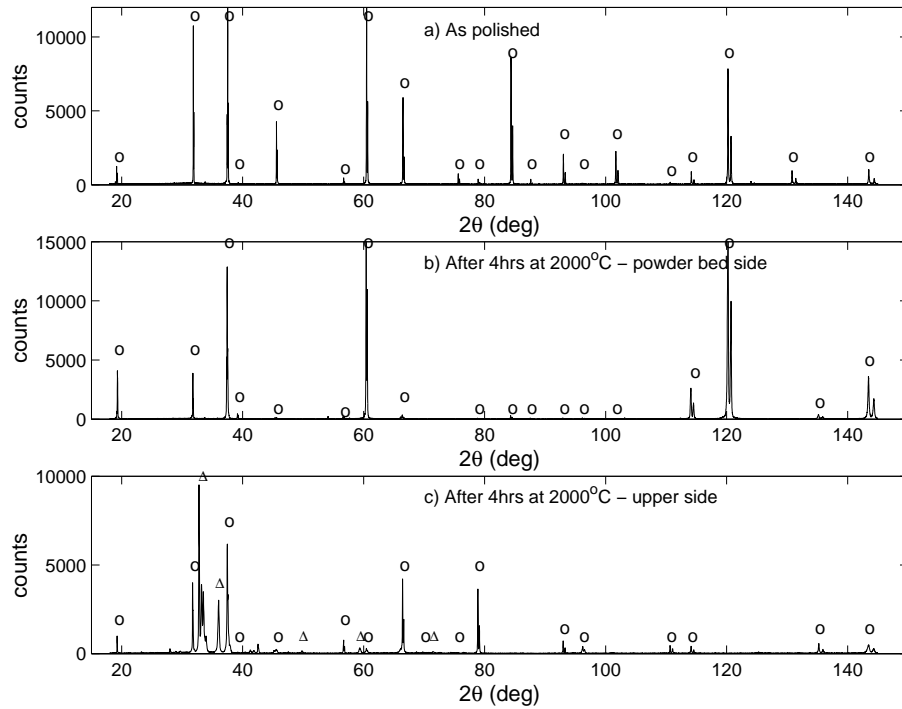 a) As polished
10000
5000
0
counts
20 40 60 80 100 120 140
2θ (deg)
b) After 4hrs at 2000°C − powder bed side
15000
10000
5000
0
counts
20 40 60 80 100 120 140
2θ (deg)
c) After 4hrs at 2000°C − upper side
10000
5000
0
counts
20 40 60 80 100 120 140
2θ (deg)